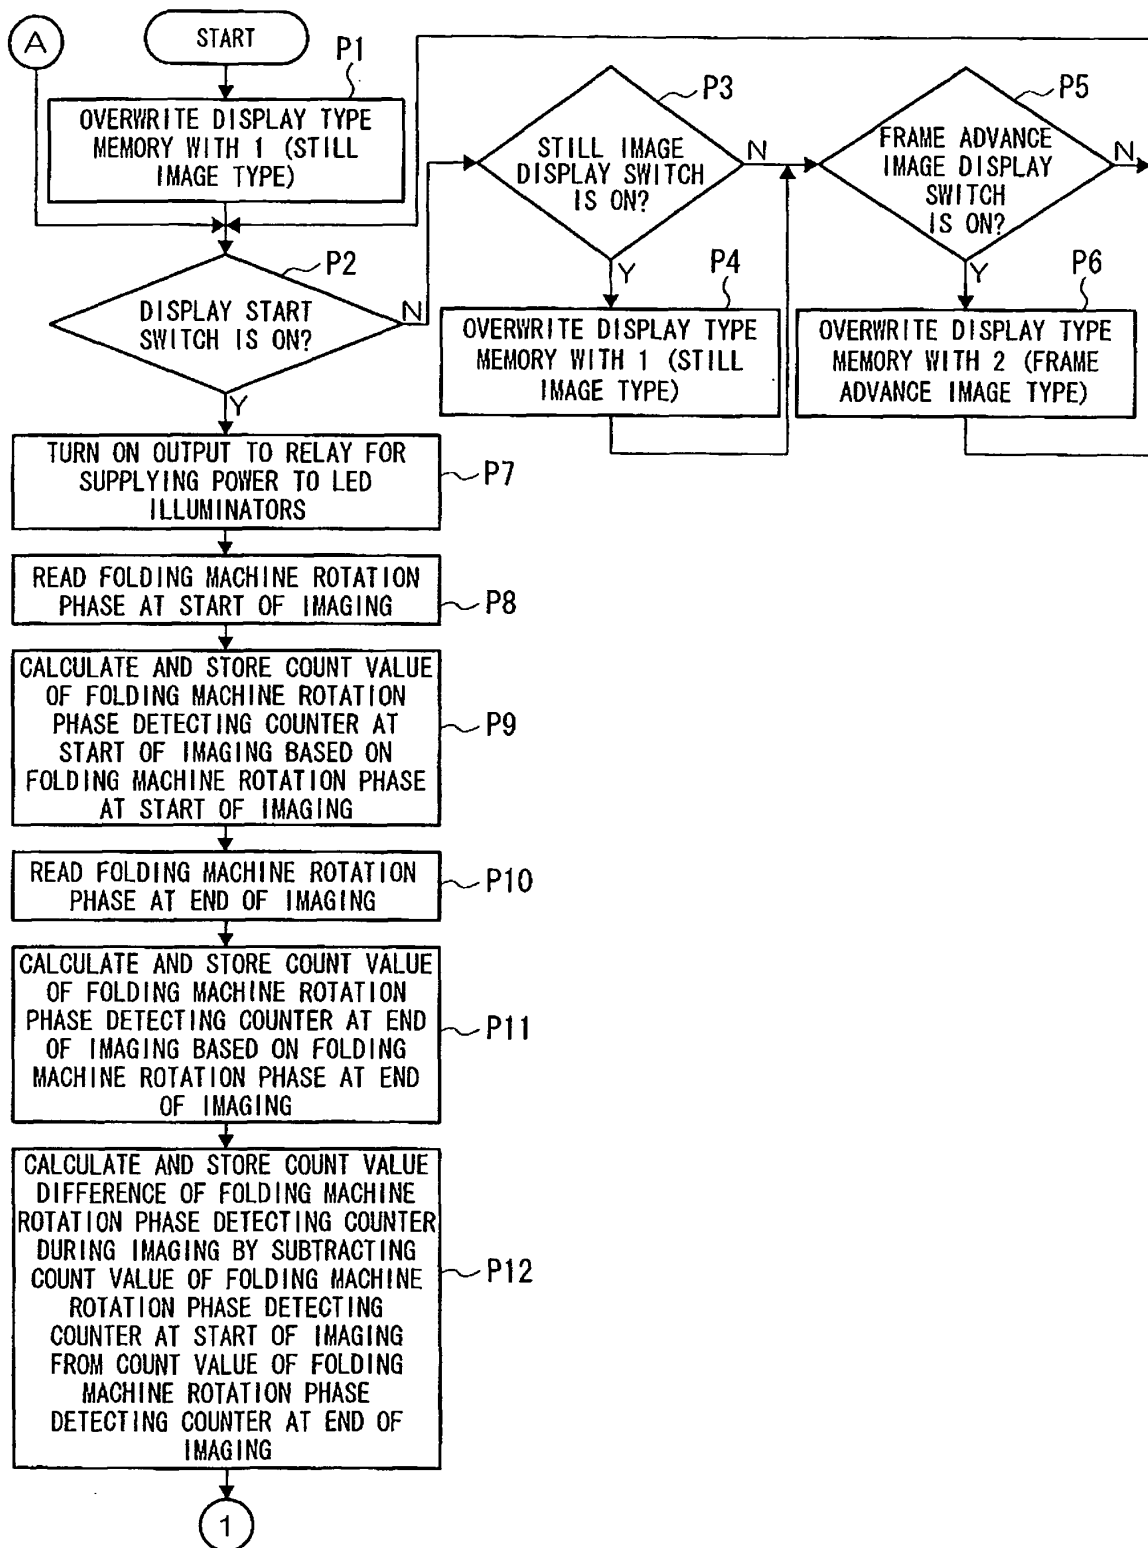 A
START
P1
OVERWRITE DISPLAY TYPE
MEMORY WITH 1 (STILL
IMAGE TYPE)
P2
DISPLAY START
SWITCH IS ON?
N
Y
P3
STILL IMAGE
DISPLAY SWITCH
IS ON?
N
Y
P4
OVERWRITE DISPLAY TYPE
MEMORY WITH 1 (STILL
IMAGE TYPE)
P5
FRAME ADVANCE
IMAGE DISPLAY
SWITCH
IS ON?
N
Y
P6
OVERWRITE DISPLAY TYPE
MEMORY WITH 2 (FRAME
ADVANCE IMAGE TYPE)
TURN ON OUTPUT TO RELAY FOR
SUPPLYING POWER TO LED
ILLUMINATORS
P7
READ FOLDING MACHINE ROTATION
PHASE AT START OF IMAGING
P8
CALCULATE AND STORE COUNT VALUE
OF FOLDING MACHINE ROTATION
PHASE DETECTING COUNTER AT
START OF IMAGING BASED ON
FOLDING MACHINE ROTATION PHASE
AT START OF IMAGING
P9
READ FOLDING MACHINE ROTATION
PHASE AT END OF IMAGING
P10
CALCULATE AND STORE COUNT VALUE
OF FOLDING MACHINE ROTATION
PHASE DETECTING COUNTER AT END
OF IMAGING BASED ON FOLDING
MACHINE ROTATION PHASE AT END
OF IMAGING
P11
CALCULATE AND STORE COUNT VALUE
DIFFERENCE OF FOLDING MACHINE
ROTATION PHASE DETECTING COUNTER
DURING IMAGING BY SUBTRACTING
COUNT VALUE OF FOLDING MACHINE
ROTATION PHASE DETECTING
COUNTER AT START OF IMAGING
FROM COUNT VALUE OF FOLDING
MACHINE ROTATION PHASE
DETECTING COUNTER AT END OF
IMAGING
P12
1